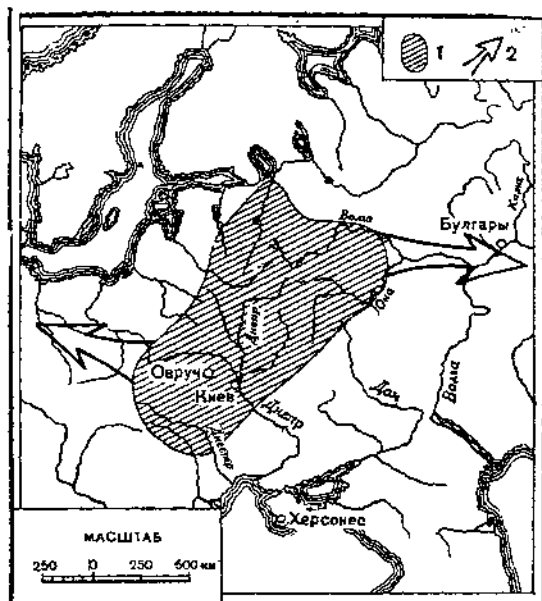 1 2
Кама
Волга
Булгары
Ока
Днепр
Овруч
Киев
Днепр
Дон
Волга
Днестр
Херсонес
МАСШТАБ
250 0 250 500 км